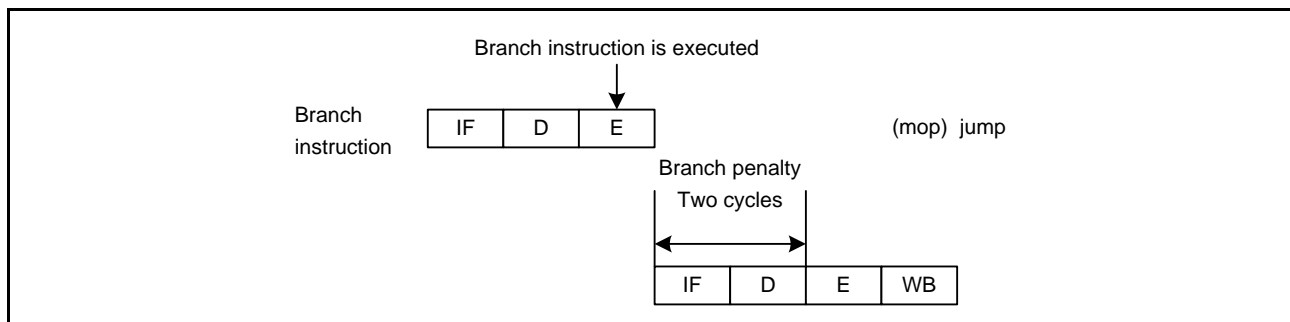 Branch instruction is executed
Branch
instruction
IF D E
(mop) jump
Branch penalty
Two cycles
IF D E WB